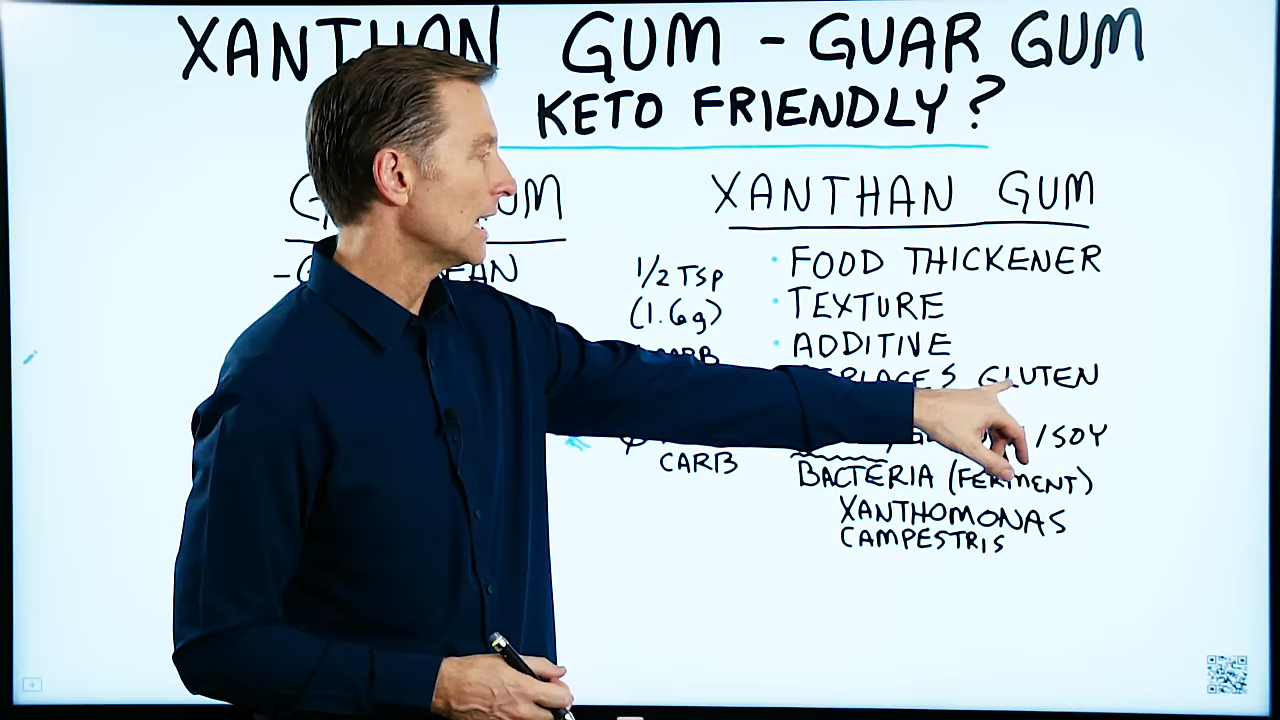 XANTHAN GUM - GUAR GUM
KETO FRIENDLY?
XANTHAN GUM
1/2 TSP
(1.6g)
• FOOD THICKENER
• TEXTURE
• ADDITIVE
GLUTEN
/SOY
CARB
BACTERIA (FERMENT)
XANTHOMONAS
CAMPESTRIS